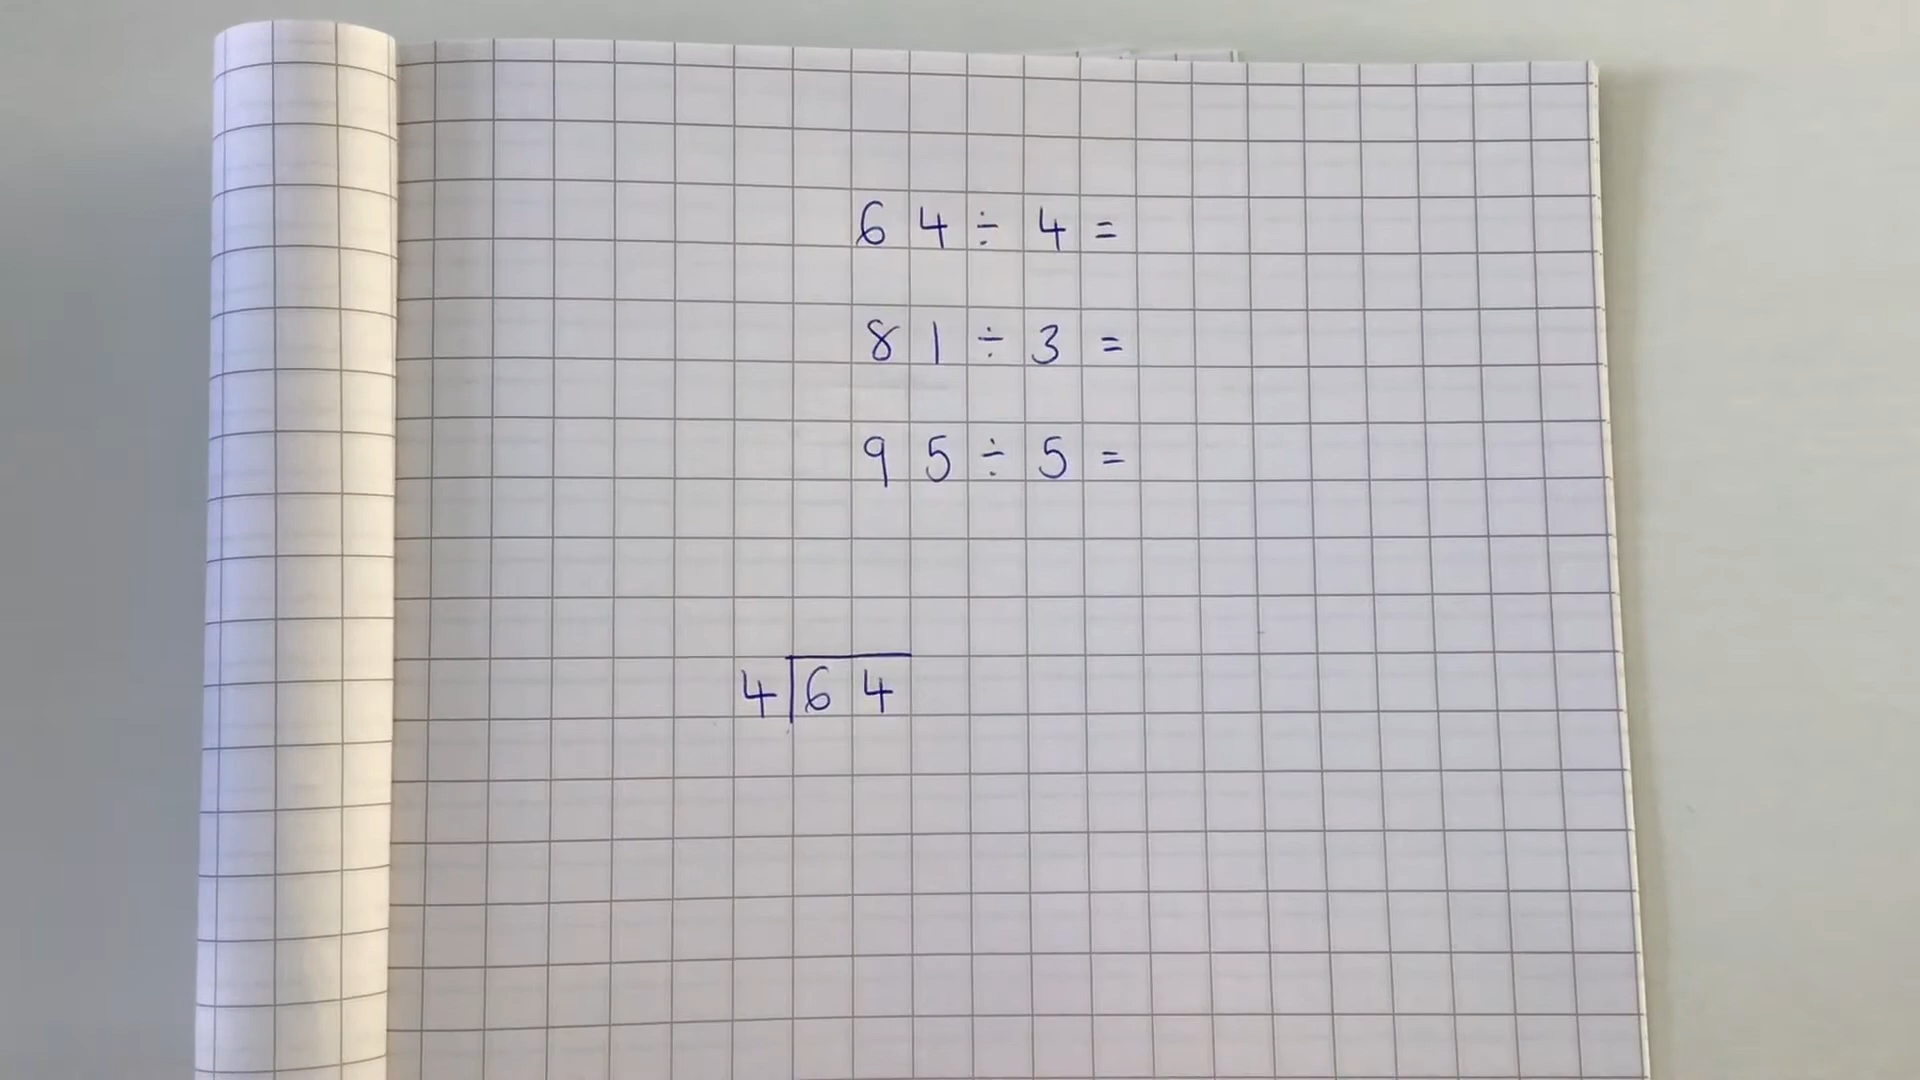 64 ÷ 4 =
81 ÷ 3 =
95 ÷ 5 =
4 64